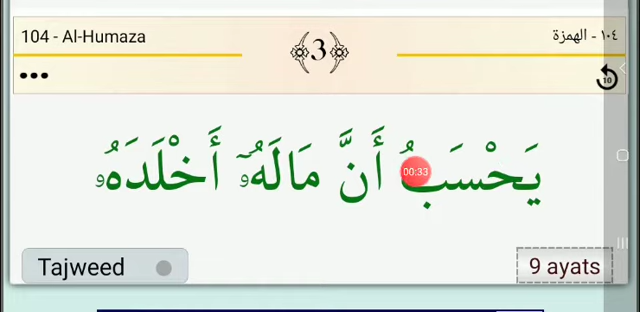 104 - Al-Humaza
3
١٠٤ - الهمزة
•••
10
يَحْسَبُ أَنَّ مَالَهُۥٓ أَخْلَدَهُۥ
00:33
Tajweed
9 ayats